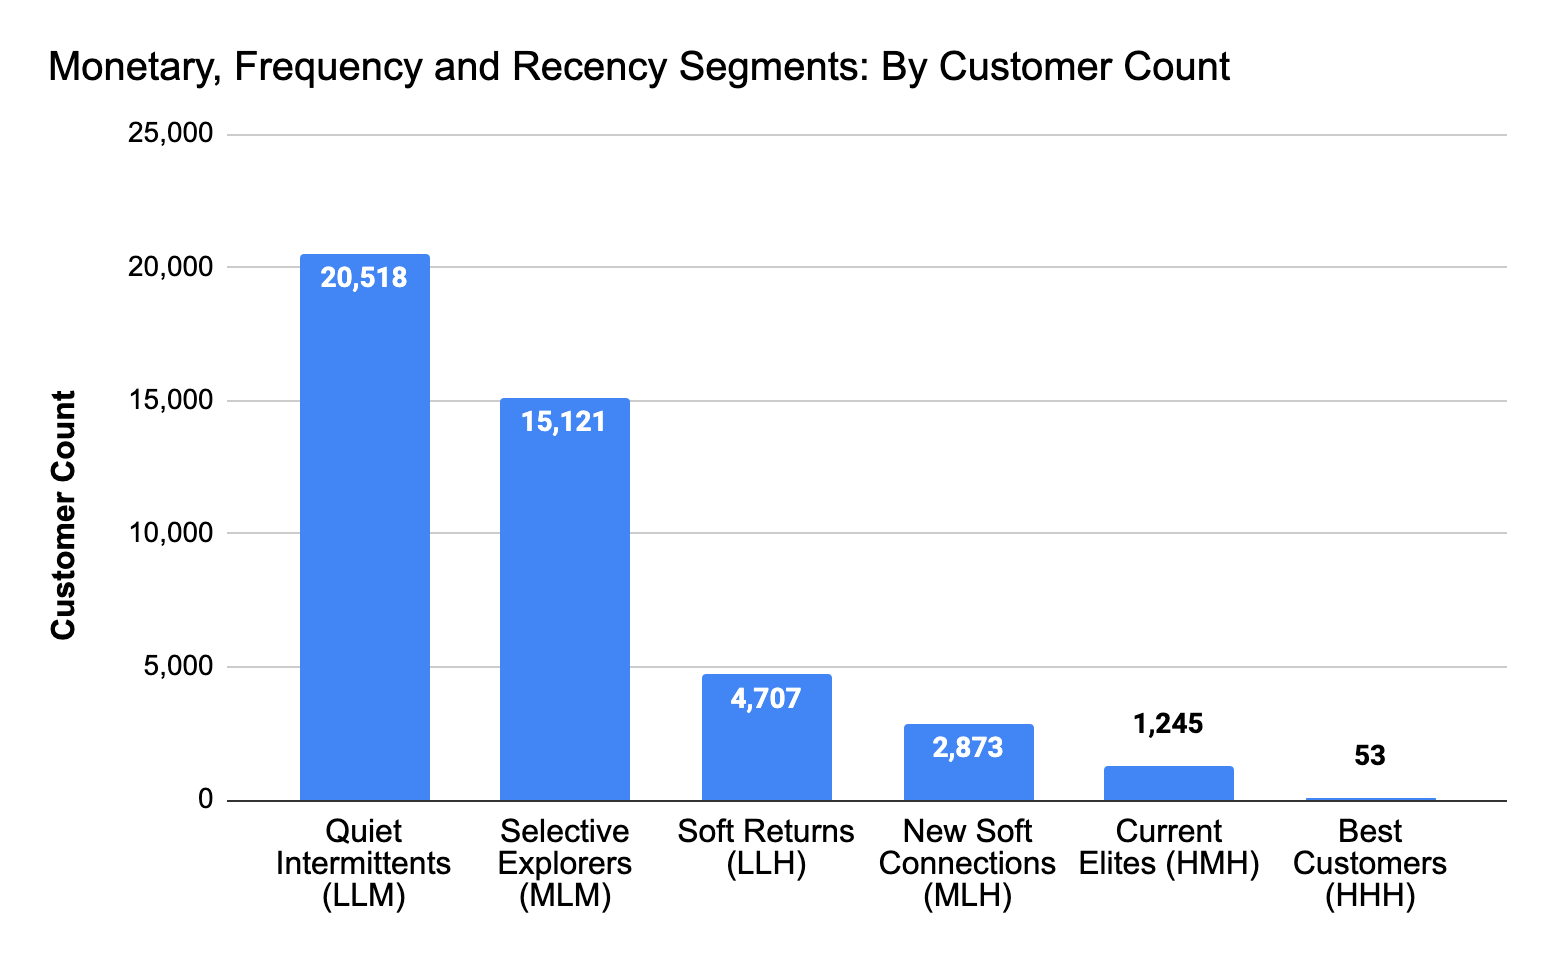 Monetary, Frequency and Recency Segments: By Customer Count
25,000
20,000
15,000
10,000
5,000
0
Customer Count
20,518
15,121
4,707
2,873
1,245
53
Quiet
Intermittents
(LLM)
Selective
Explorers
(MLM)
Soft Returns
(LLH)
New Soft
Connections
(MLH)
Current
Elites (HMH)
Best
Customers
(HHH)